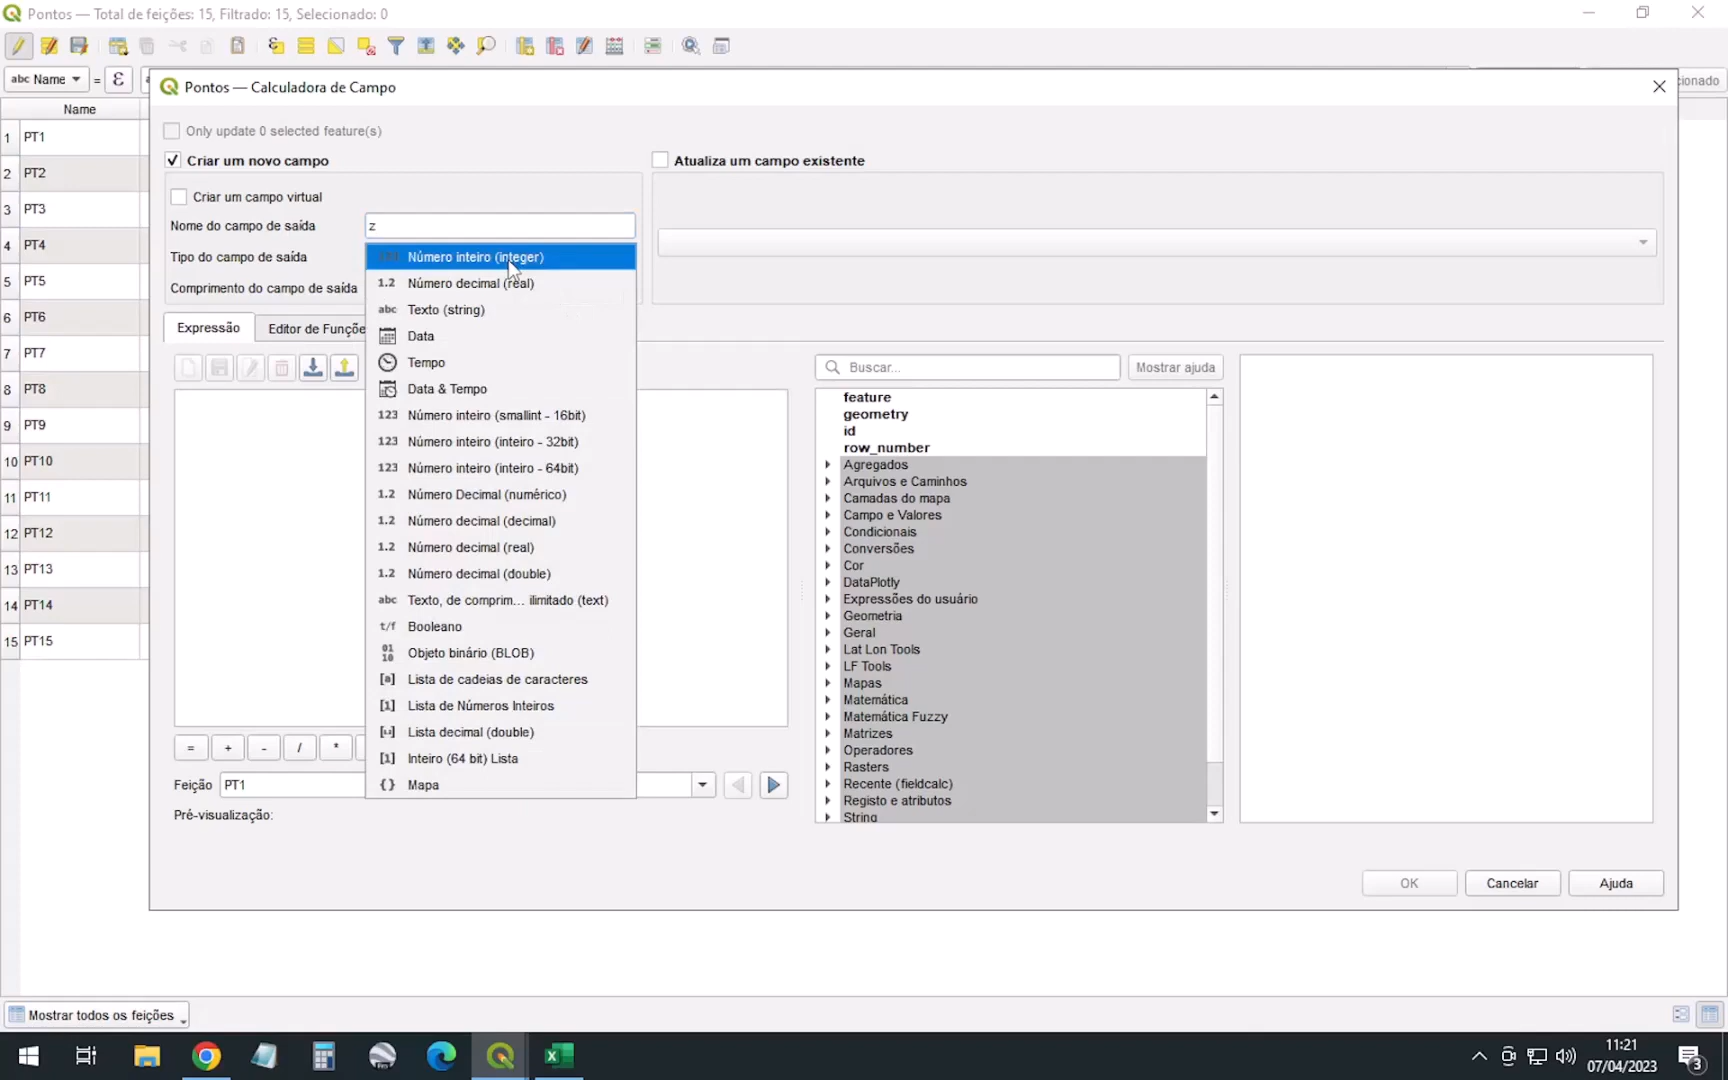 Pontos — Total de feições: 15, Filtrado: 15, Selecionado: 0
abc Name = ε
ionado
Name
1 PT1
2 PT2
3 PT3
4 PT4
5 PT5
6 PT6
7 PT7
8 PT8
9 PT9
10 PT10
11 PT11
12 PT12
13 PT13
14 PT14
15 PT15
Pontos — Calculadora de Campo
Only update 0 selected feature(s)
Criar um novo campo
Atualiza um campo existente
Criar um campo virtual
Nome do campo de saída z
Tipo do campo de saída
Comprimento do campo de saída
123 Número inteiro (integer)
1.2 Número decimal (real)
abc Texto (string)
Data
Tempo
Data & Tempo
123 Número inteiro (smallint - 16bit)
123 Número inteiro (inteiro - 32bit)
123 Número inteiro (inteiro - 64bit)
1.2 Número Decimal (numérico)
1.2 Número decimal (decimal)
1.2 Número decimal (real)
1.2 Número decimal (double)
abc Texto, de comprim... ilimitado (text)
t/f Booleano
01 10 Objeto binário (BLOB)
[a] Lista de cadeias de caracteres
[1] Lista de Números Inteiros
Lista decimal (double)
[1] Inteiro (64 bit) Lista
{} Mapa
Expressão
Editor de Funçõe
= + - / *
Feição PT1
Pré-visualização:
Buscar...
Mostrar ajuda
feature
geometry
id
row_number
Agregados
Arquivos e Caminhos
Camadas do mapa
Campo e Valores
Condicionais
Conversões
Cor
DataPlotly
Expressões do usuário
Geometria
Geral
Lat Lon Tools
LF Tools
Mapas
Matemática
Matemática Fuzzy
Matrizes
Operadores
Rasters
Recente (fieldcalc)
Registo e atributos
String
OK
Cancelar
Ajuda
Mostrar todos os feições
11:21
07/04/2023
3